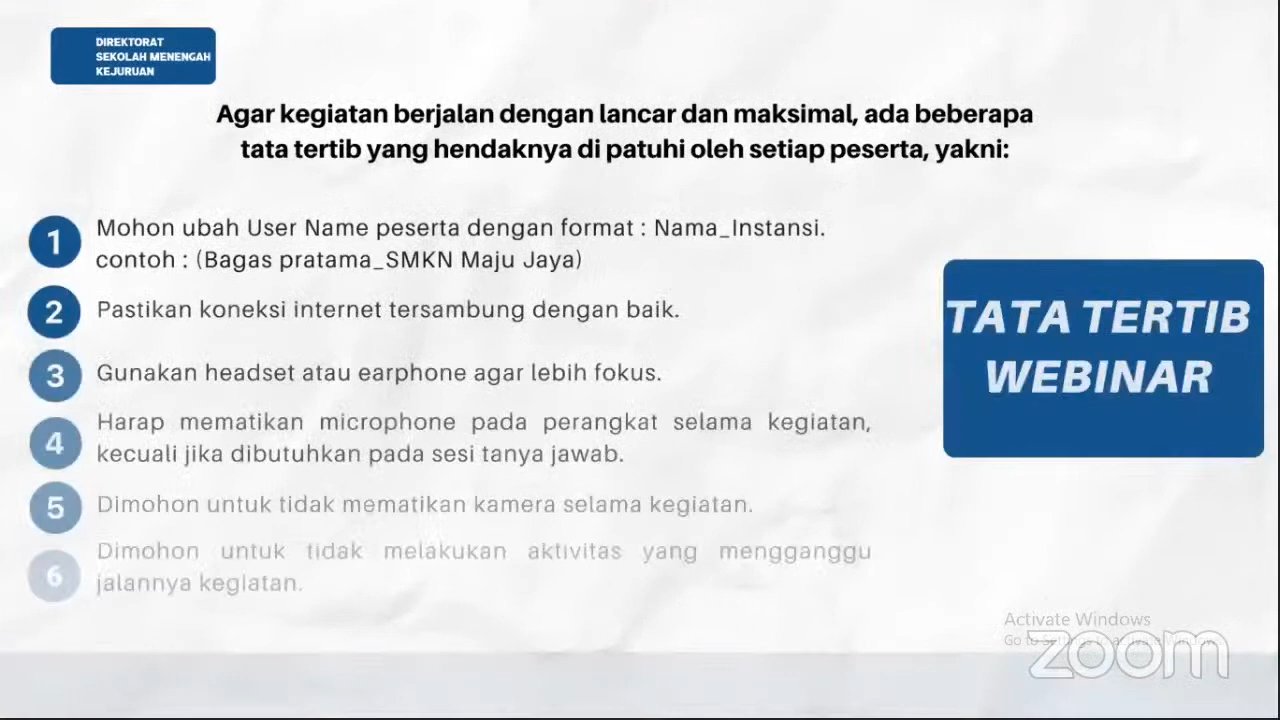 DIREKTORAT
SEKOLAH MENENGAH
KEJURUAN
Agar kegiatan berjalan dengan lancar dan maksimal, ada beberapa
tata tertib yang hendaknya di patuhi oleh setiap peserta, yakni:
1
Mohon ubah User Name peserta dengan format : Nama_Instansi.
contoh : (Bagas pratama_SMKN Maju Jaya)
2
Pastikan koneksi internet tersambung dengan baik.
3
Gunakan headset atau earphone agar lebih fokus.
4
Harap mematikan microphone pada perangkat selama kegiatan,
kecuali jika dibutuhkan pada sesi tanya jawab.
5
Dimohon untuk tidak mematikan kamera selama kegiatan.
6
Dimohon untuk tidak melakukan aktivitas yang mengganggu
jalannya kegiatan.
TATA TERTIB
WEBINAR
Activate Windows
Go to
zoom